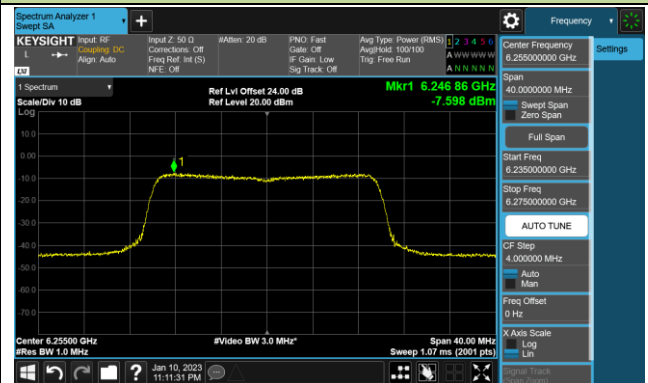 Spectrum Analyzer 1
Swept SA
+
Frequency
KEYSIGHT
L
LXI
Input: RF
Coupling: DC
Align: Auto
Input Z: 50 Ω
Corrections: Off
Freq Ref: Int (S)
NFE: Off
#Atten: 20 dB
PNO: Fast
Gate: Off
IF Gain: Low
Sig Track: Off
Avg Type: Power (RMS)
Avg|Hold: 100/100
Trig: Free Run
1 2 3 4 5 6
A W W W W W
A N N N N N
1 Spectrum
Scale/Div 10 dB
Log
Ref Lvl Offset 24.00 dB
Ref Level 20.00 dBm
Mkr1 6.246 86 GHz
-7.598 dBm
10.0
0.00
-10.0
-20.0
-30.0
-40.0
-50.0
-60.0
-70.0
1
Center 6.25500 GHz
#Res BW 1.0 MHz
#Video BW 3.0 MHz*
Span 40.00 MHz
Sweep 1.07 ms (2001 pts)
Jan 10, 2023
11:11:31 PM
?
Center Frequency
6.255000000 GHz
Span
40.0000000 MHz
Swept Span
Zero Span
Full Span
Start Freq
6.235000000 GHz
Stop Freq
6.275000000 GHz
AUTO TUNE
CF Step
4.000000 MHz
Auto
Man
Freq Offset
0 Hz
X Axis Scale
Log
Lin
Signal Track
(Span Zoom)
Settings